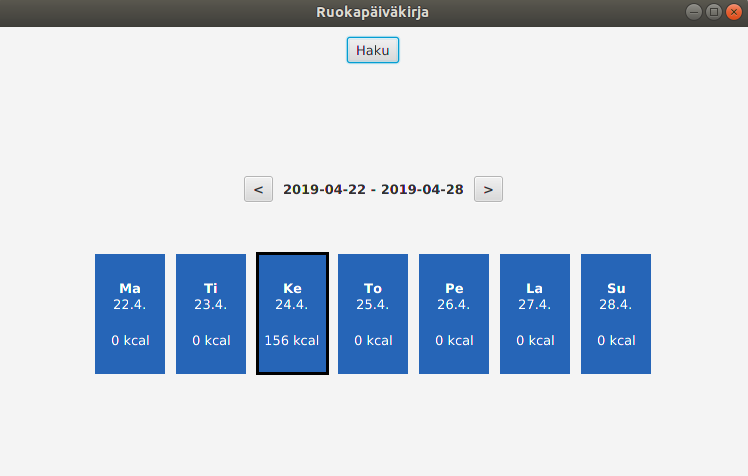 Ruokapäiväkirja
Haku
< 2019-04-22 - 2019-04-28 >
Ma Ti Ke To Pe La Su
22.4. 23.4. 24.4. 25.4. 26.4. 27.4. 28.4.
0 kcal 0 kcal 156 kcal 0 kcal 0 kcal 0 kcal 0 kcal